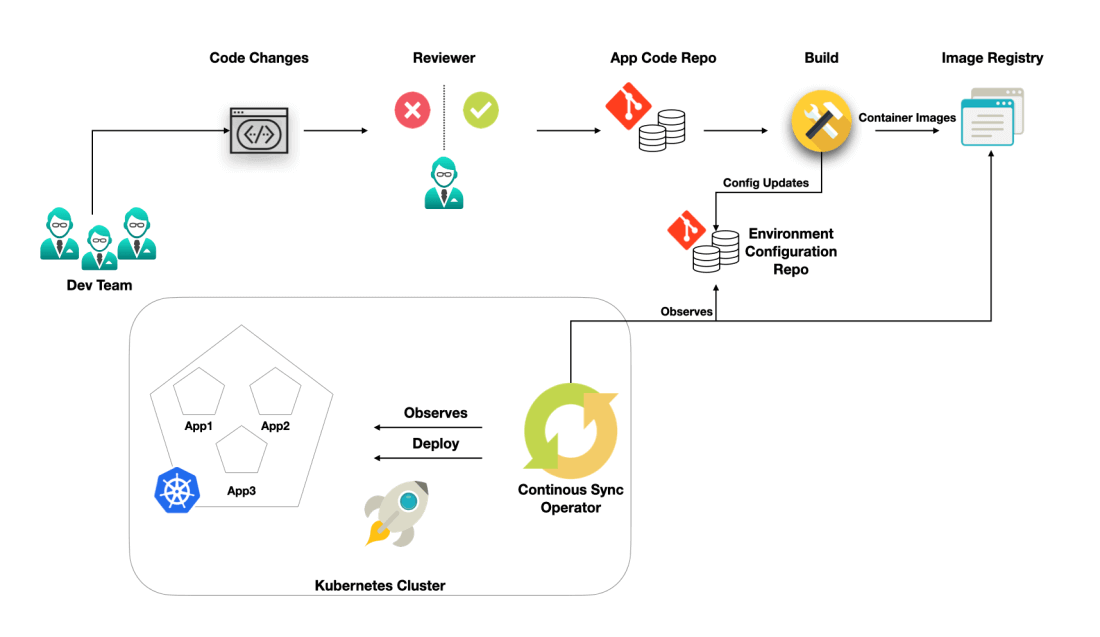 Code Changes
Reviewer
App Code Repo
Build
Image Registry
Container Images
Config Updates
Environment
Configuration
Repo
Dev Team
Observes
App1
App2
App3
Observes
Deploy
Continous Sync
Operator
Kubernetes Cluster